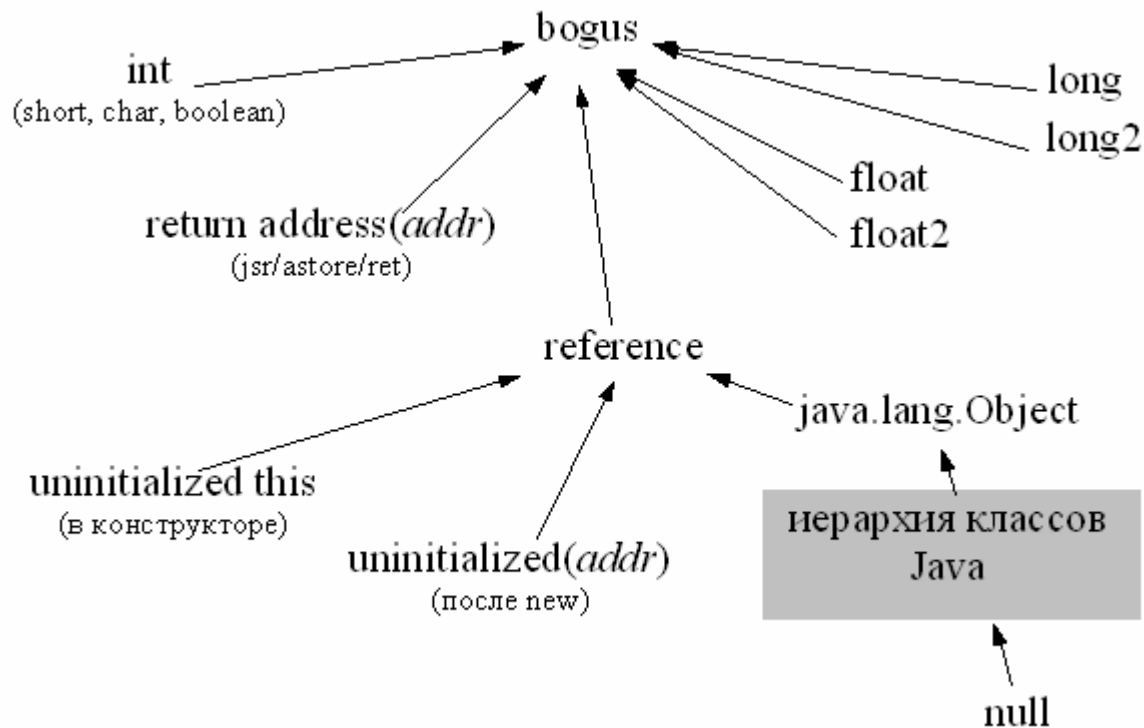 bogus
int
(short, char, boolean)
long
long2
float
float2
return address(addr)
(jsr/astore/ret)
reference
java.lang.Object
uninitialized this
(в конструкторе)
иерархия классов
Java
uninitialized(addr)
(после new)
null